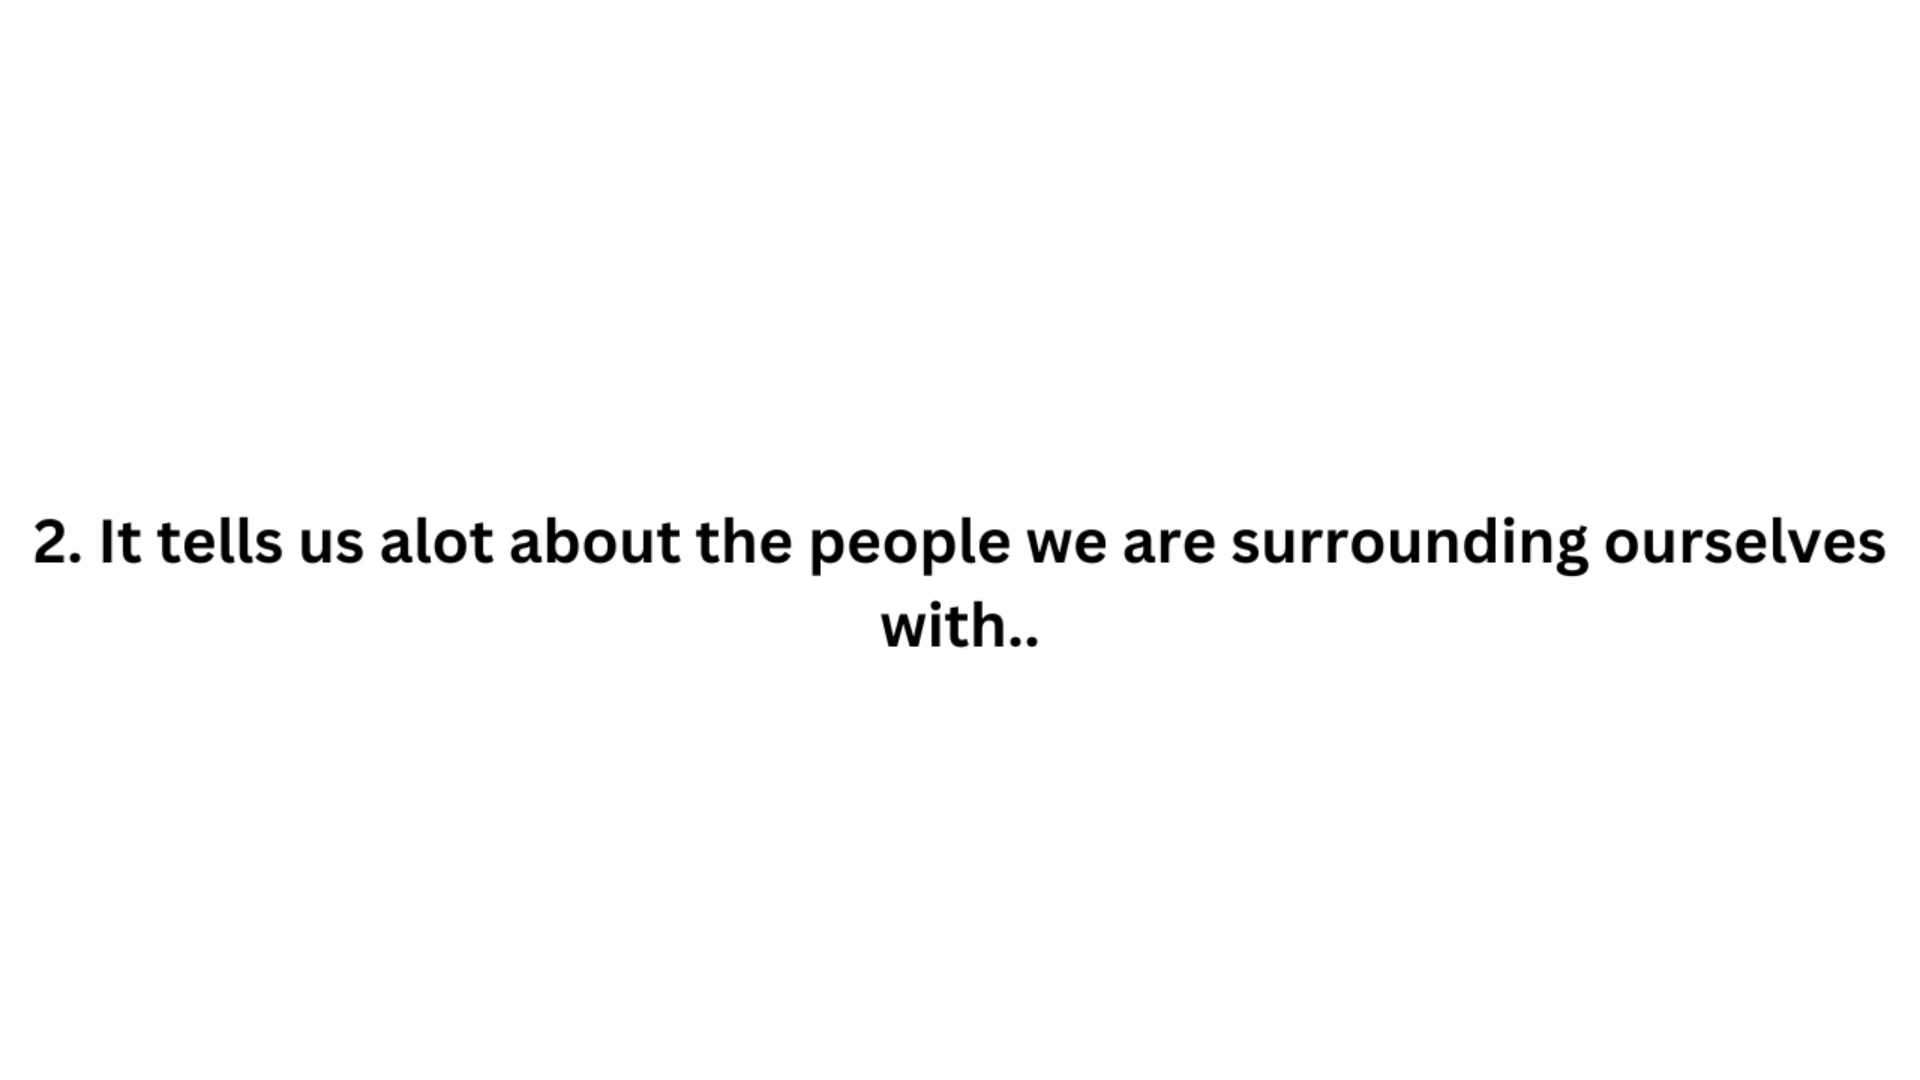 2. It tells us alot about the people we are surrounding ourselves
with..